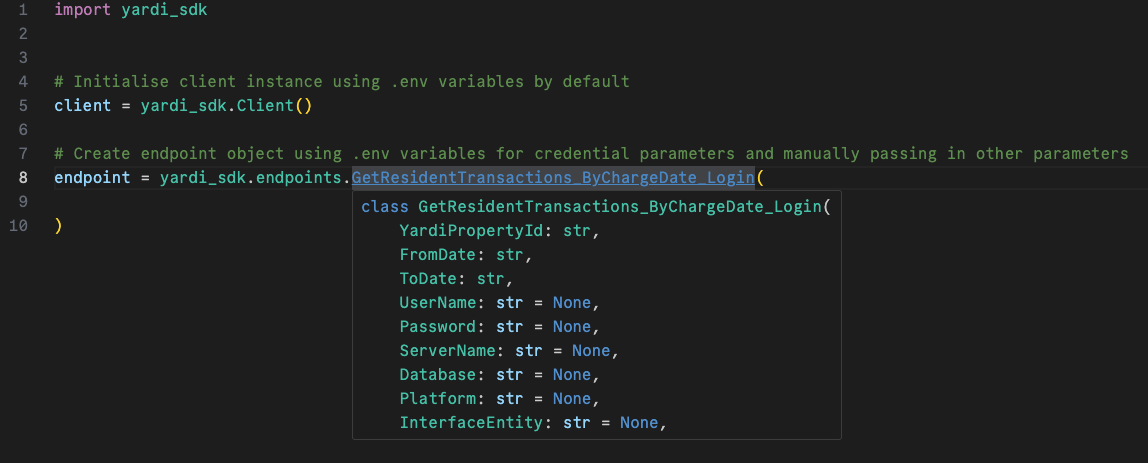 1 import yardi_sdk
2
3
4 # Initialise client instance using .env variables by default
5 client = yardi_sdk.Client()
6
7 # Create endpoint object using .env variables for credential parameters and manually passing in other parameters
8 endpoint = yardi_sdk.endpoints.GetResidentTransactions_ByChargeDate_Login(
9
10 )
class GetResidentTransactions_ByChargeDate_Login(
YardiPropertyId: str,
FromDate: str,
ToDate: str,
UserName: str = None,
Password: str = None,
ServerName: str = None,
Database: str = None,
Platform: str = None,
InterfaceEntity: str = None,